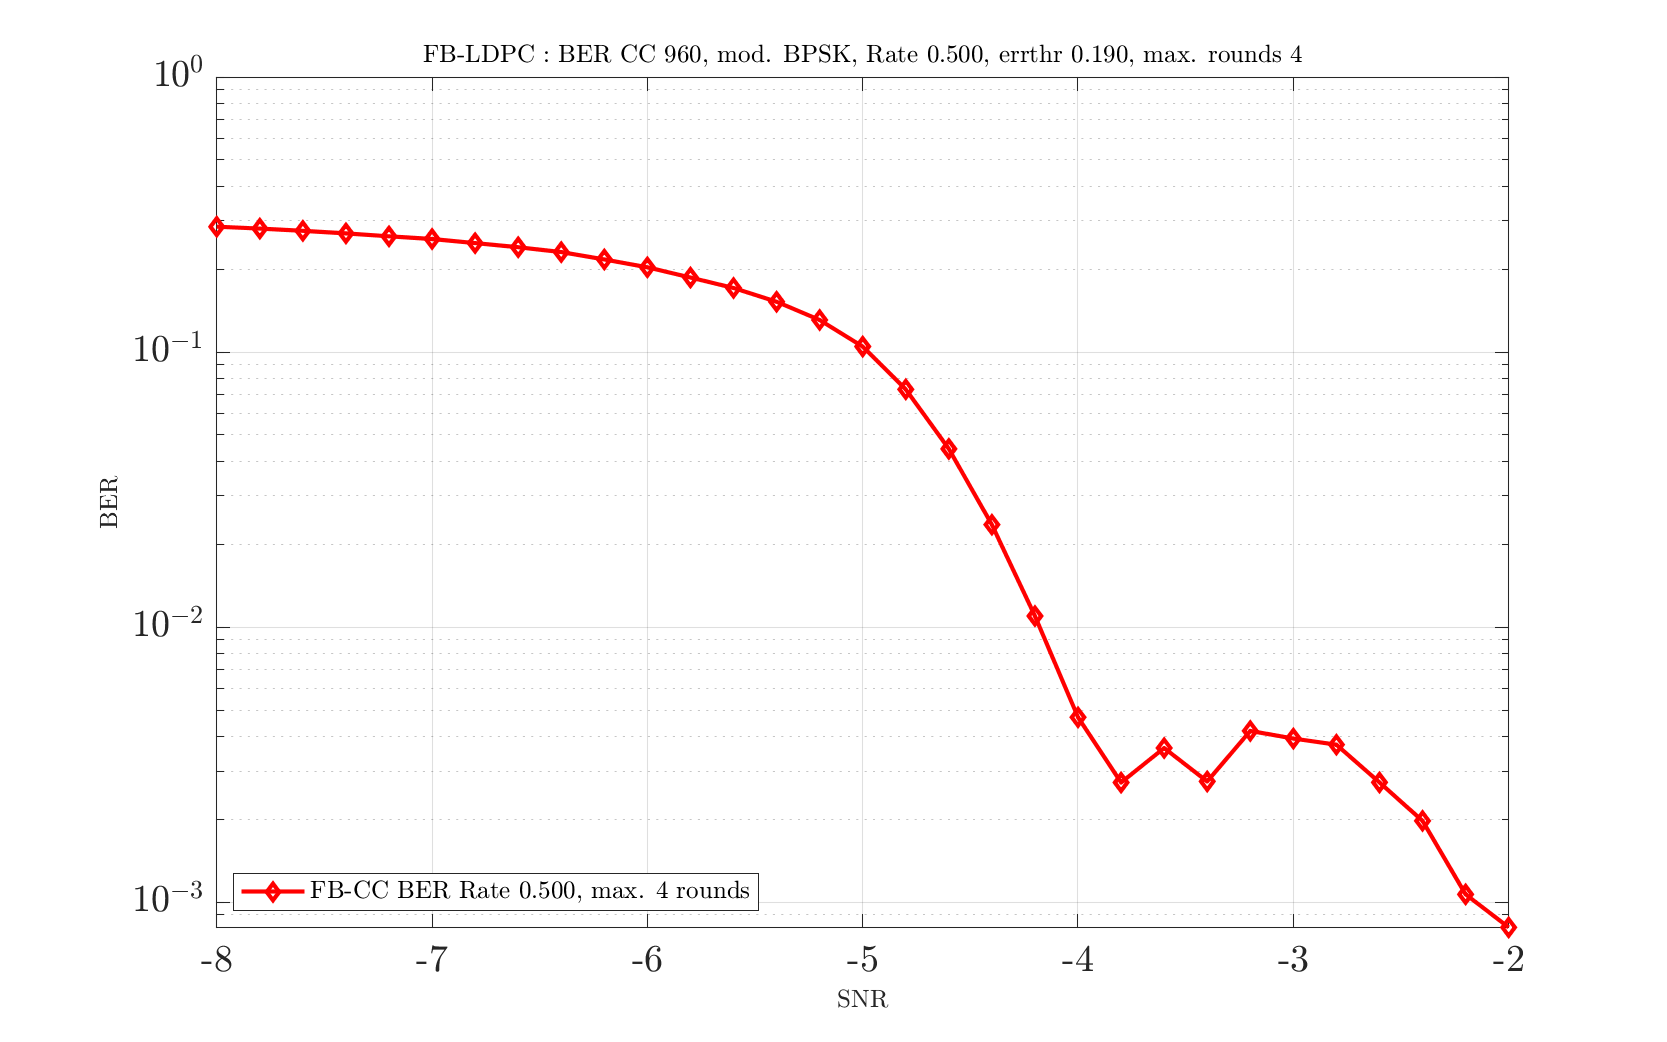 FB-LDPC : BER CC 960, mod. BPSK, Rate 0.500, errthr 0.190, max. rounds 4
10^0
10^-1
10^-2
10^-3
BER
FB-CC BER Rate 0.500, max. 4 rounds
-8 -7 -6 -5 -4 -3 -2
SNR